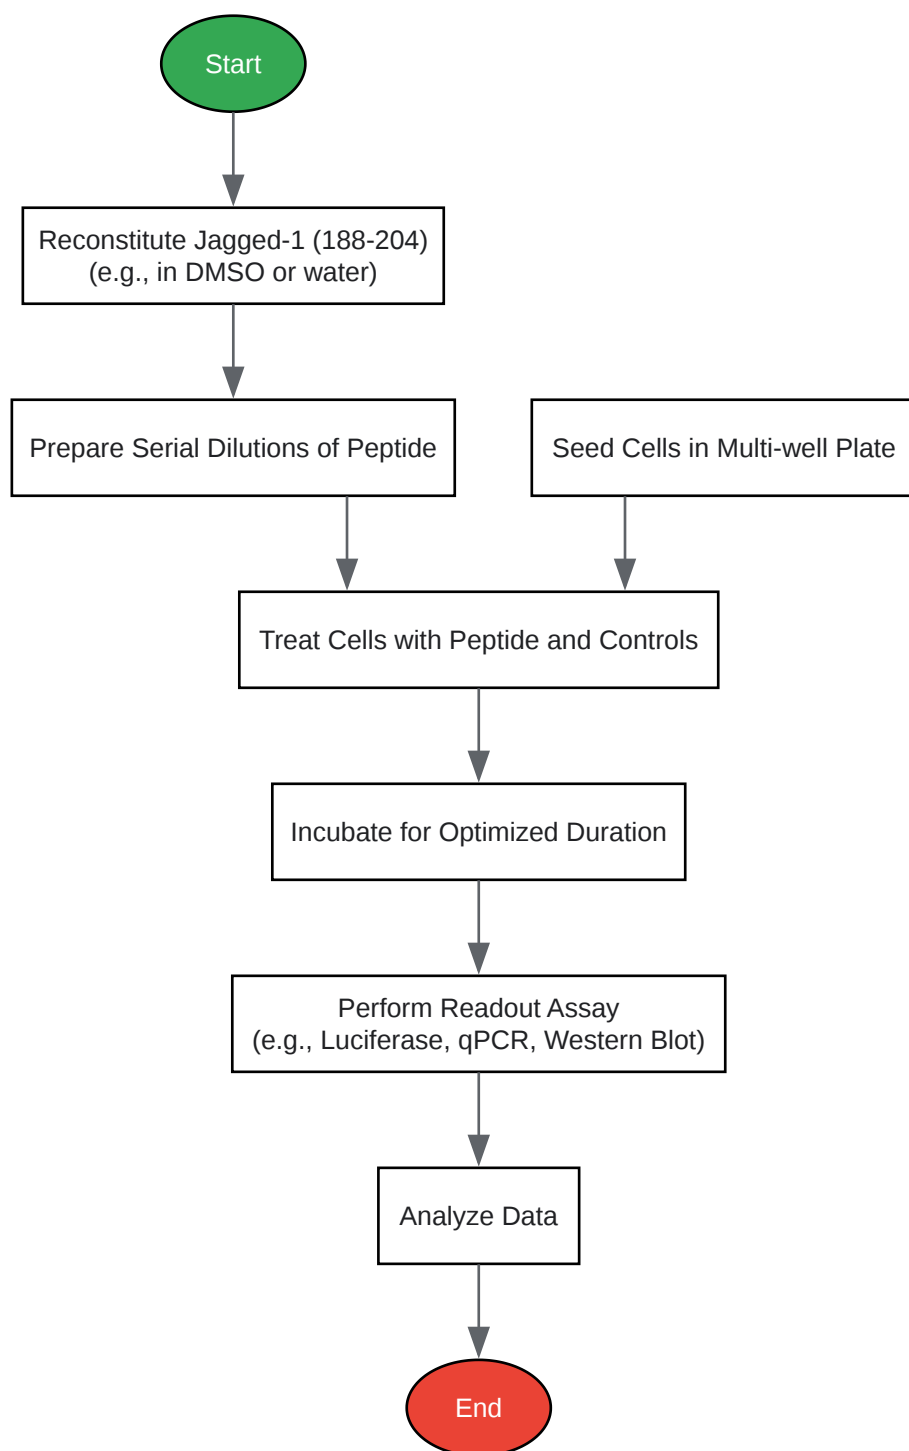 Start
Reconstitute Jagged-1 (188-204)
(e.g., in DMSO or water)
Prepare Serial Dilutions of Peptide
Seed Cells in Multi-well Plate
Treat Cells with Peptide and Controls
Incubate for Optimized Duration
Perform Readout Assay
(e.g., Luciferase, qPCR, Western Blot)
Analyze Data
End